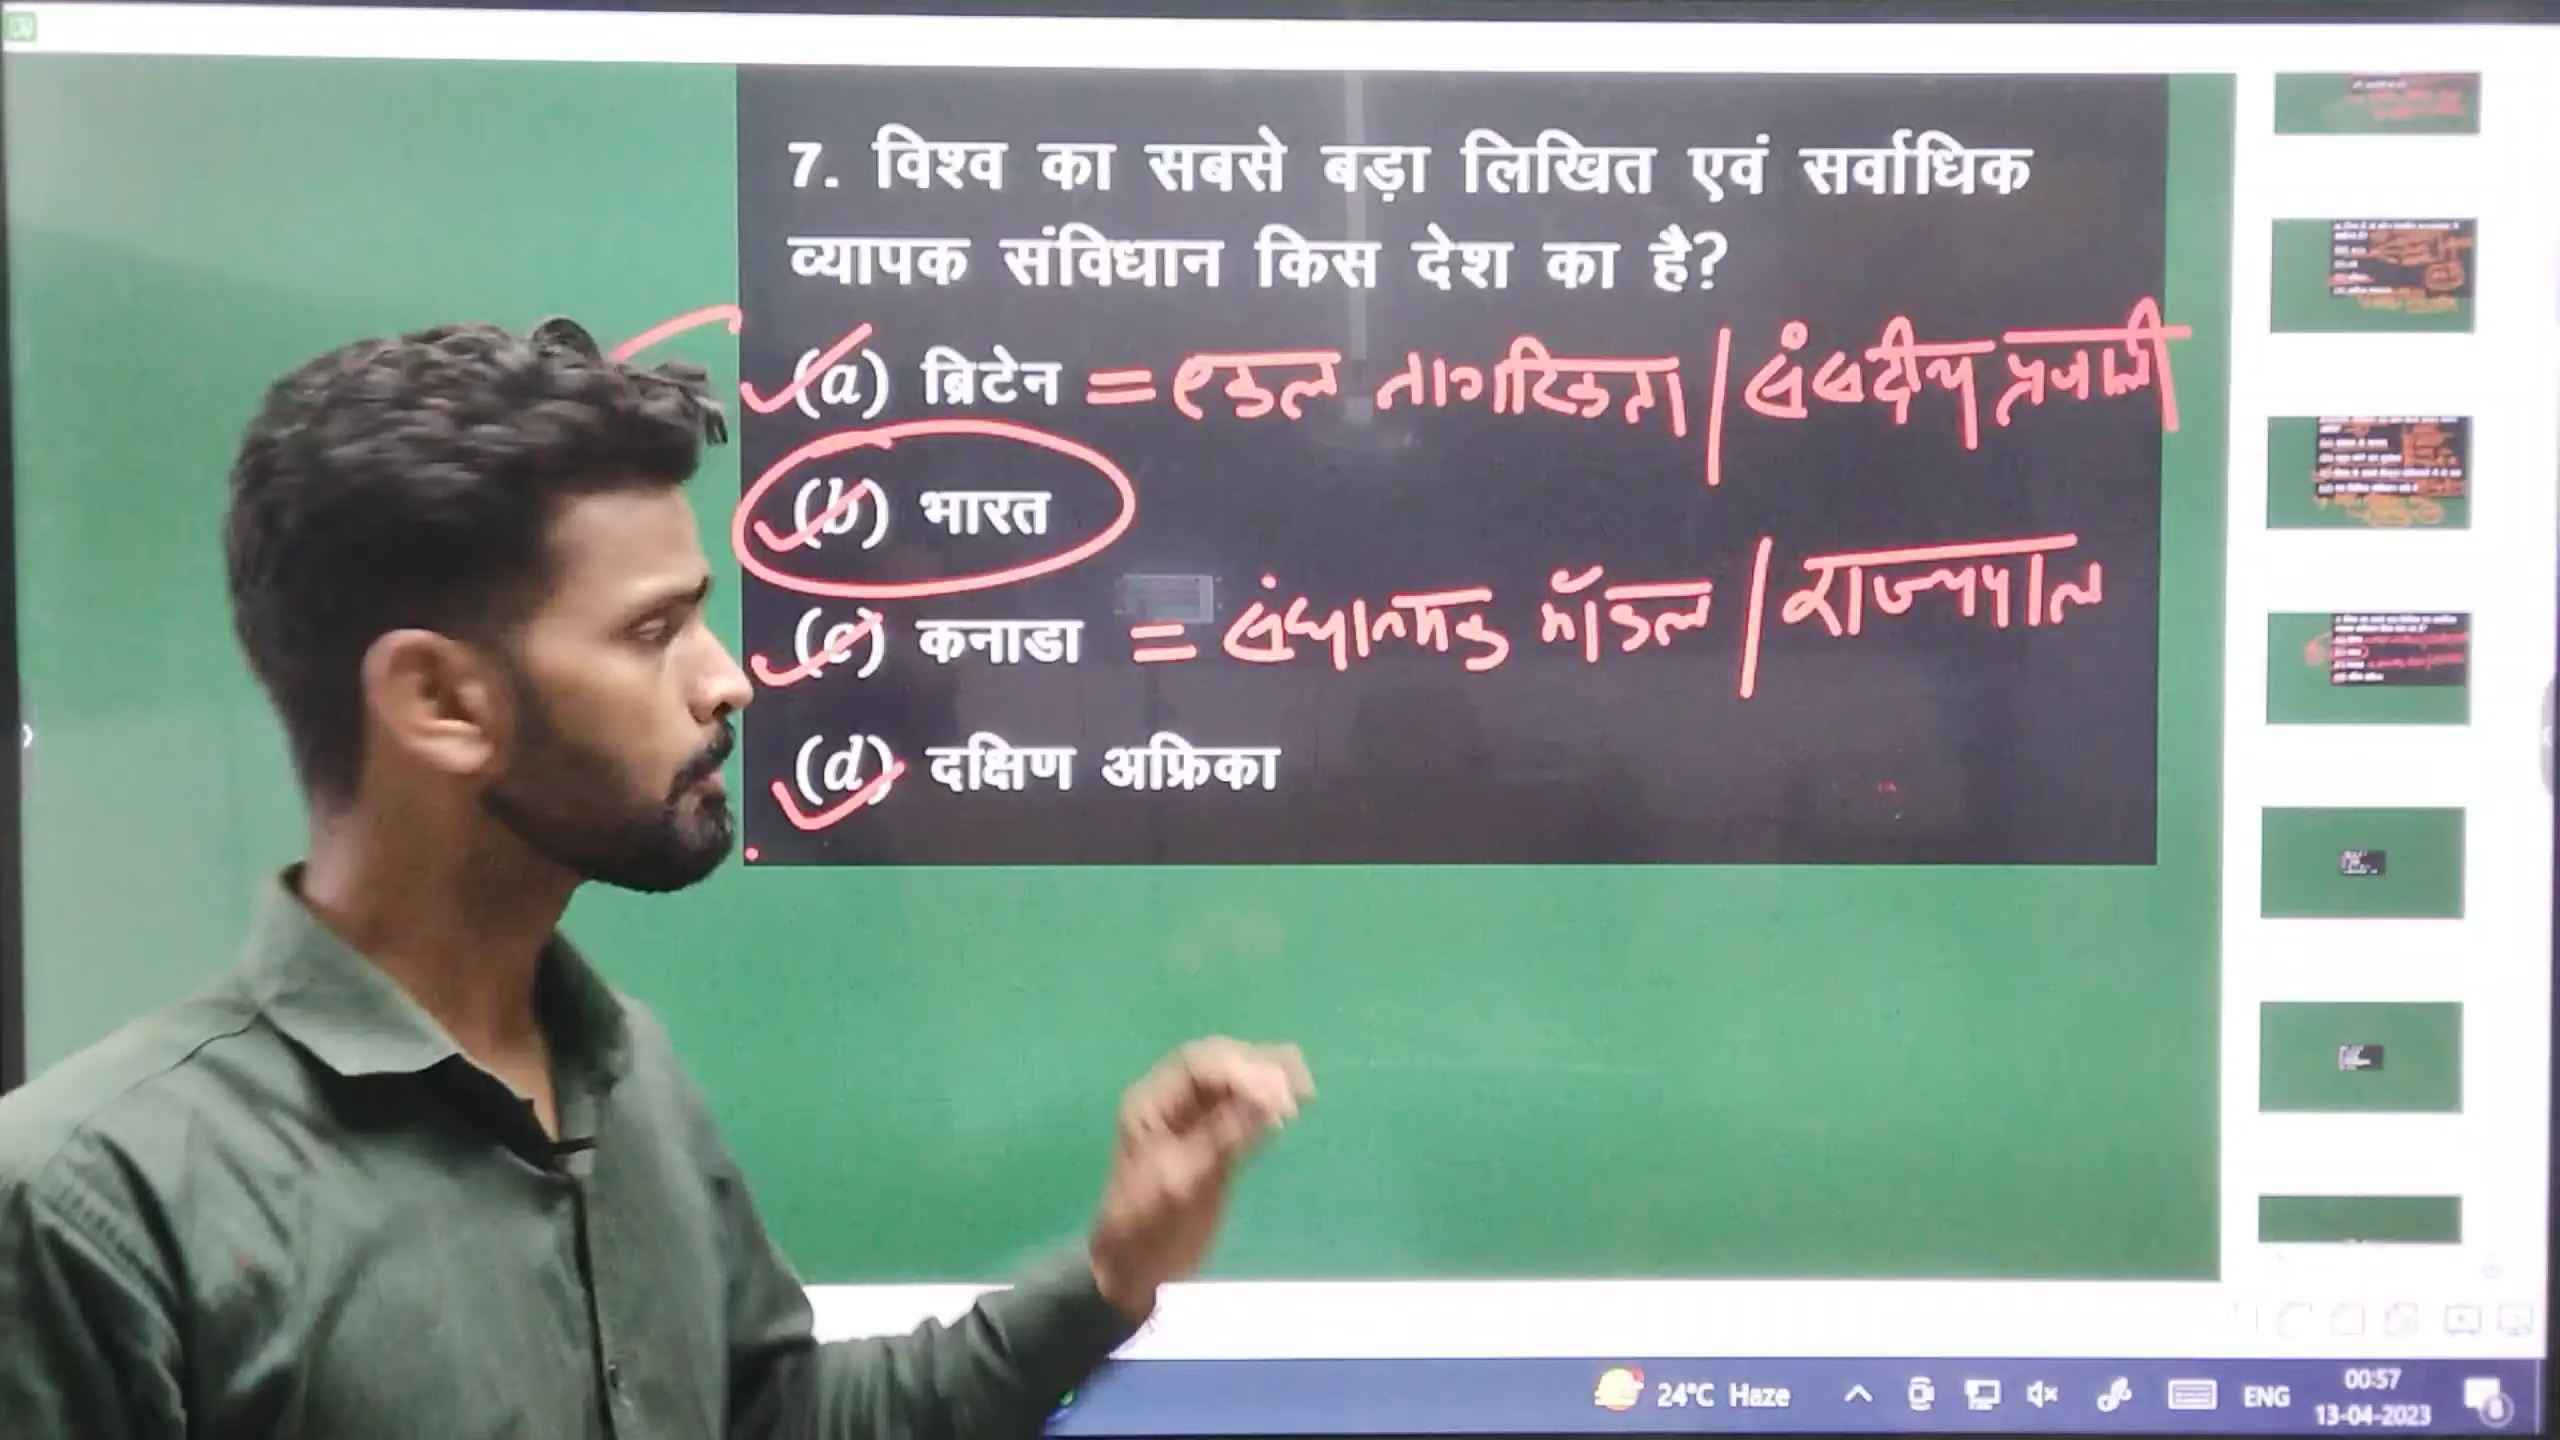 7. विश्व का सबसे बड़ा लिखित एवं सर्वाधिक
व्यापक संविधान किस देश का है?
(a) ब्रिटेन = एकल नागरिकता / संसदीय प्रणाली
(b) भारत
(c) कनाडा = संघात्मक मॉडल / राज्यपाल
(d) दक्षिण अफ्रिका
24°C Haze
ENG
00:57
13-04-2023